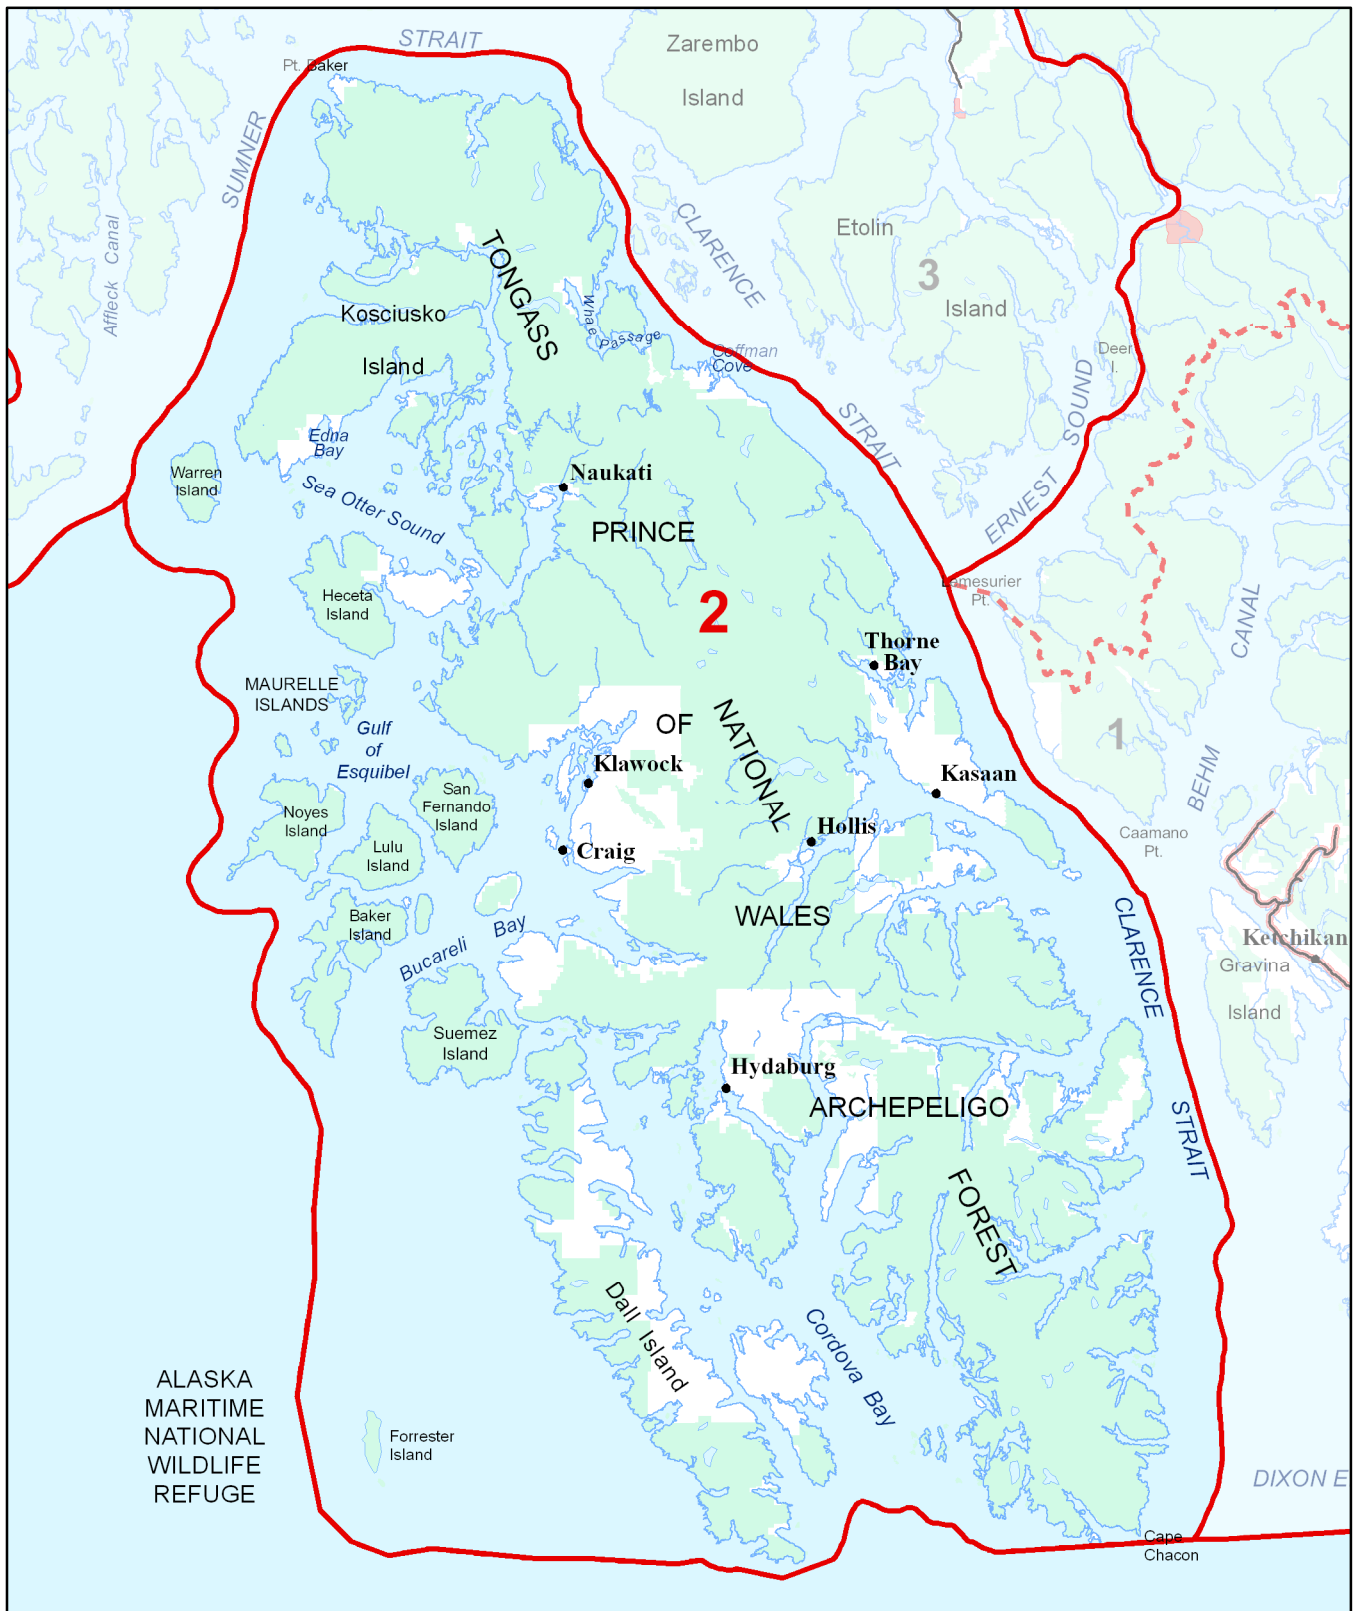 STRAIT
Zarembo
Island
Pt. Baker
SUMNER
CLARENCE
Etolin
3
Island
Affleck Canal
TONGASS
Kosciusko
Island
Whale
Passage
Coffman
Cove
Deer
I.
STRAIT
SOUND
ERNEST
Edna
Bay
Warren
Island
Sea Otter Sound
Naukati
PRINCE
Heceta
Island
2
Lemesurier
Pt.
CANAL
BEHM
Thorne
Bay
MAURELLE
ISLANDS
Gulf
of
Esquibel
OF
NATIONAL
1
Klawock
Kasaan
San
Fernando
Island
Noyes
Island
Lulu
Island
Hollis
Craig
Caamano
Pt.
WALES
Baker
Island
Bucareli Bay
CLARENCE
Ketchikan
Gravina
Island
Suemez
Island
Hydaburg
ARCHEPELIGO
STRAIT
FOREST
Dall Island
Cordova Bay
ALASKA
MARITIME
NATIONAL
WILDLIFE
REFUGE
Forrester
Island
DIXON E
Cape
Chacon